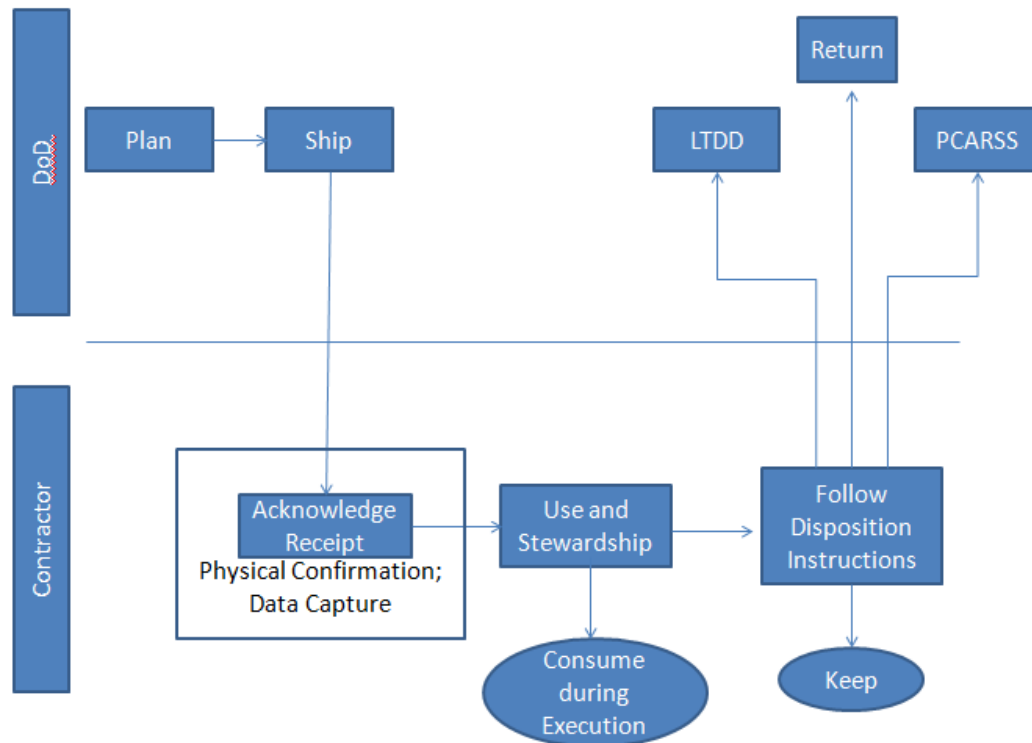 DoD
Return
Plan
Ship
LTDD
PCARSS
Contractor
Acknowledge
Receipt
Physical Confirmation;
Data Capture
Use and
Stewardship
Follow
Disposition
Instructions
Consume
during
Execution
Keep